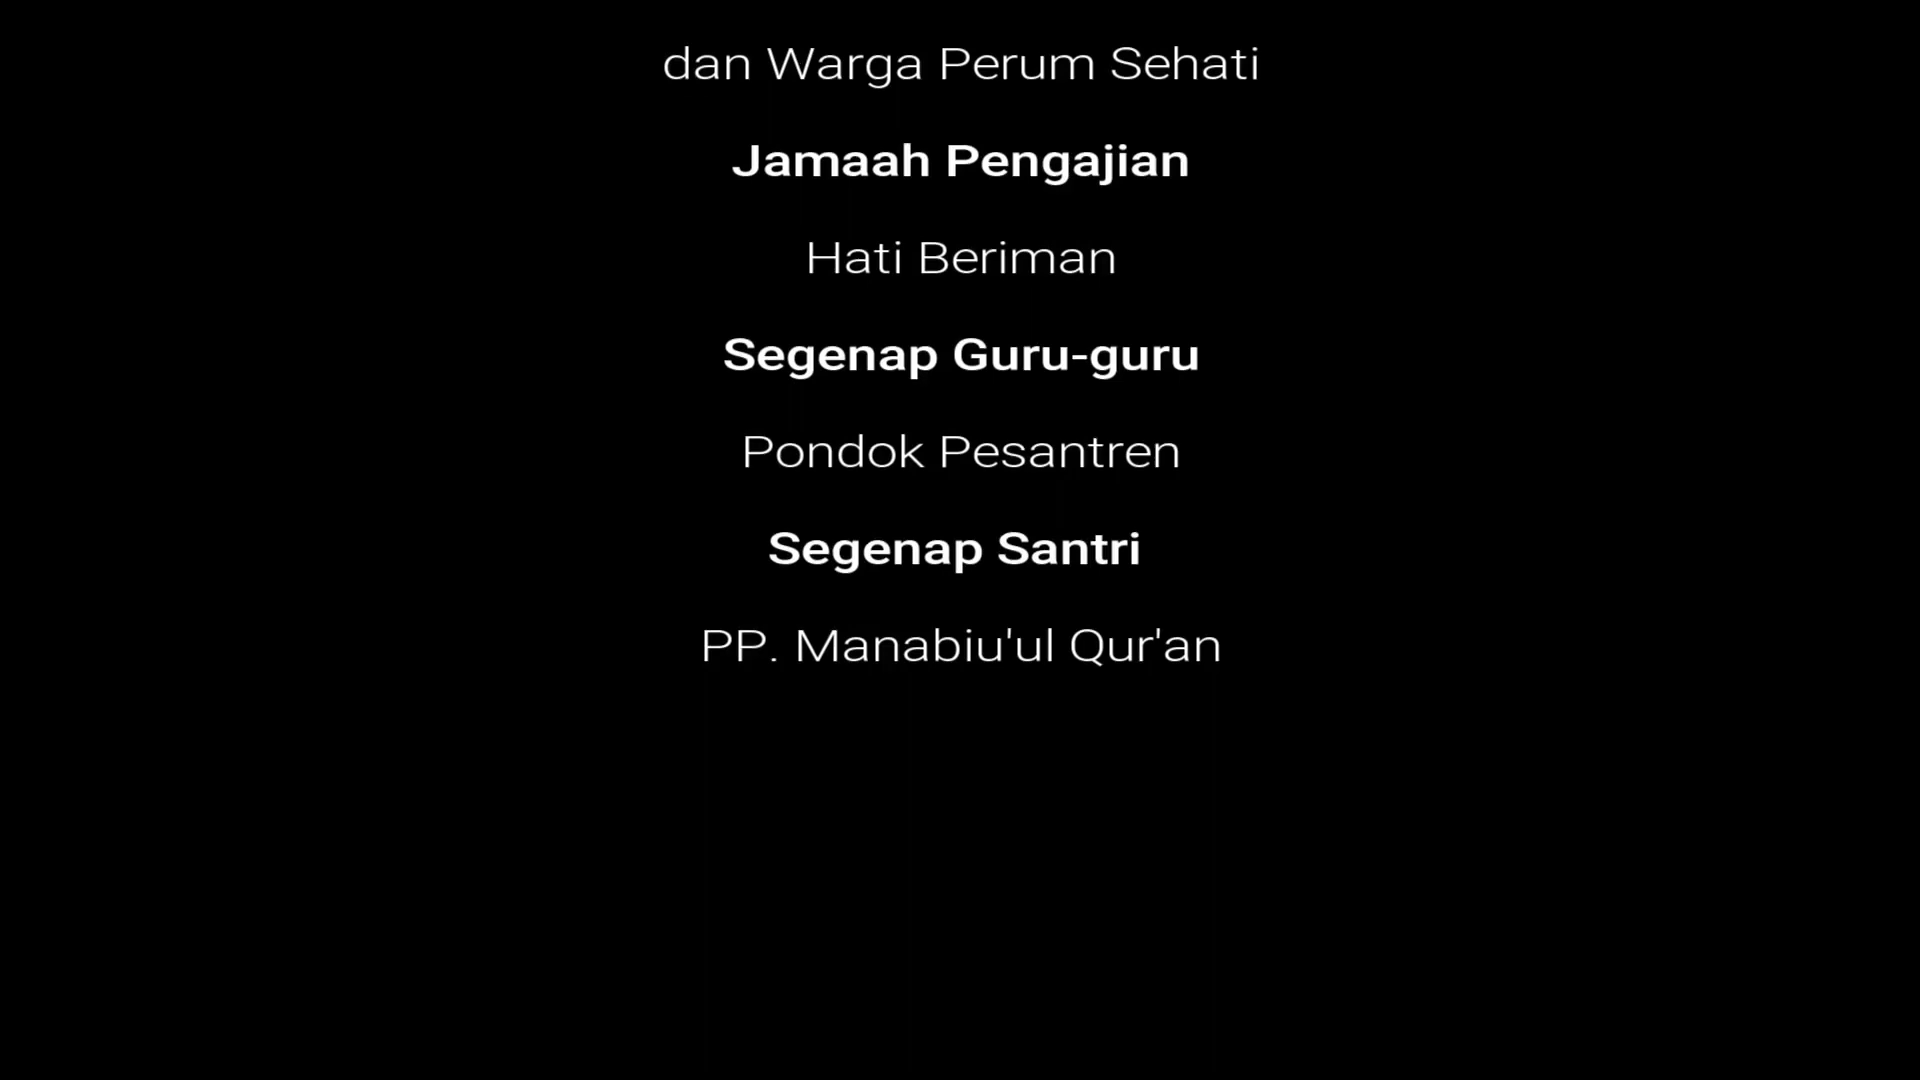 dan Warga Perum Sehati
Jamaah Pengajian
Hati Beriman
Segenap Guru-guru
Pondok Pesantren
Segenap Santri
PP. Manabiu'ul Qur'an